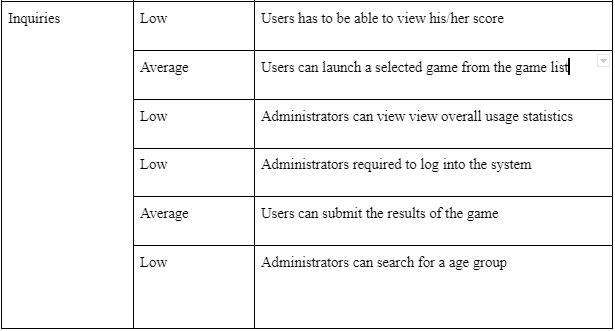 Inquiries Low Users has to be able to view his/her score
Average Users can launch a selected game from the game list
Low Administrators can view view overall usage statistics
Low Administrators required to log into the system
Average Users can submit the results of the game
Low Administrators can search for a age group